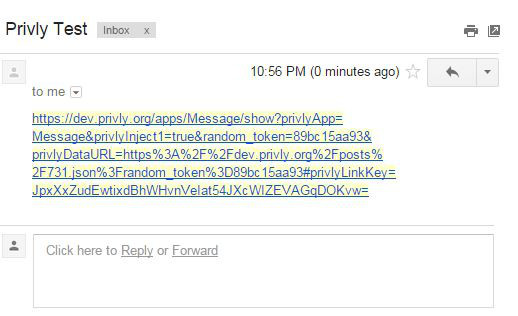 Privly Test Inbox x
10:56 PM (0 minutes ago)
to me
https://dev.privly.org/apps/Message/show?privlyApp=
Message&privlyInject1=true&random_token=89bc15aa93&
privlyDataURL=https%3A%2F%2Fdev.privly.org%2Fposts%
2F731.json%3Frandom_token%3D89bc15aa93#privlyLinkKey=
JpxXxZudEwtixdBhWHvnVelat54JXcWlZEVAGqDOKvw=
Click here to Reply or Forward